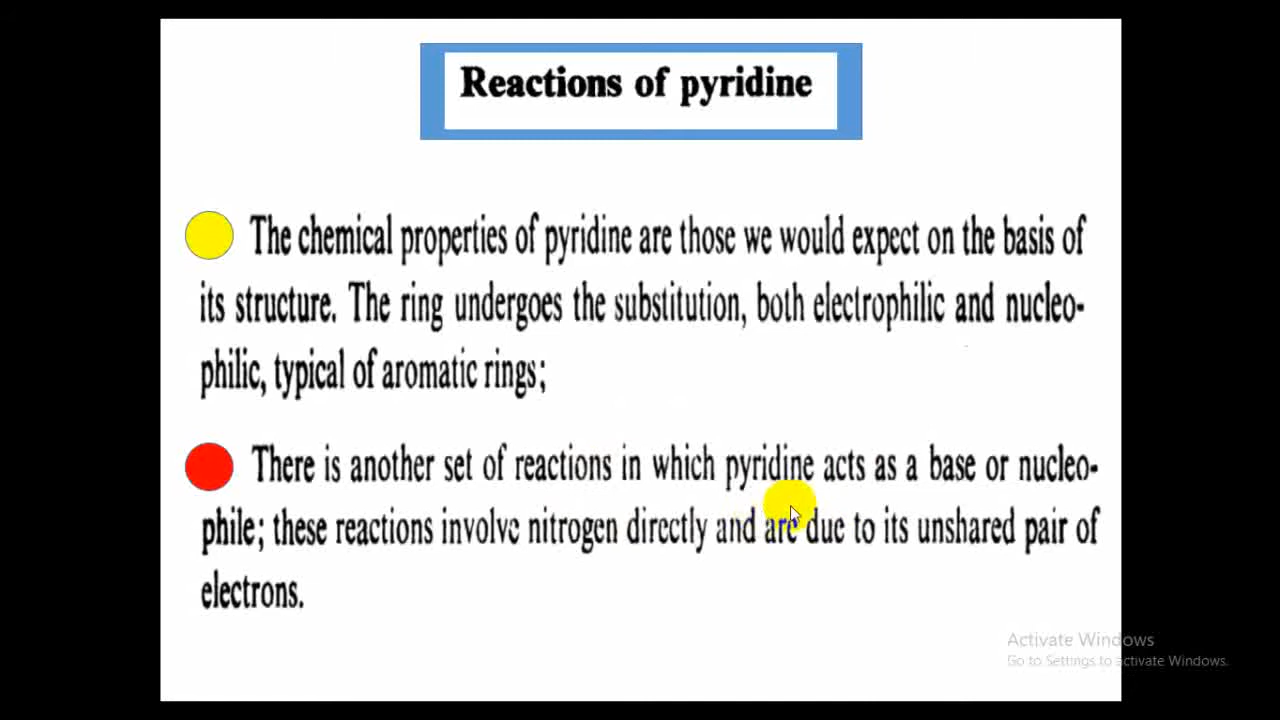 Reactions of pyridine
The chemical properties of pyridine are those we would expect on the basis of
its structure. The ring undergoes the substitution, both electrophilic and nucleo-
philic, typical of aromatic rings;
There is another set of reactions in which pyridine acts as a base or nucleo-
phile; these reactions involve nitrogen directly and are due to its unshared pair of
electrons.
Activate Windows
Go to Settings to activate Windows.